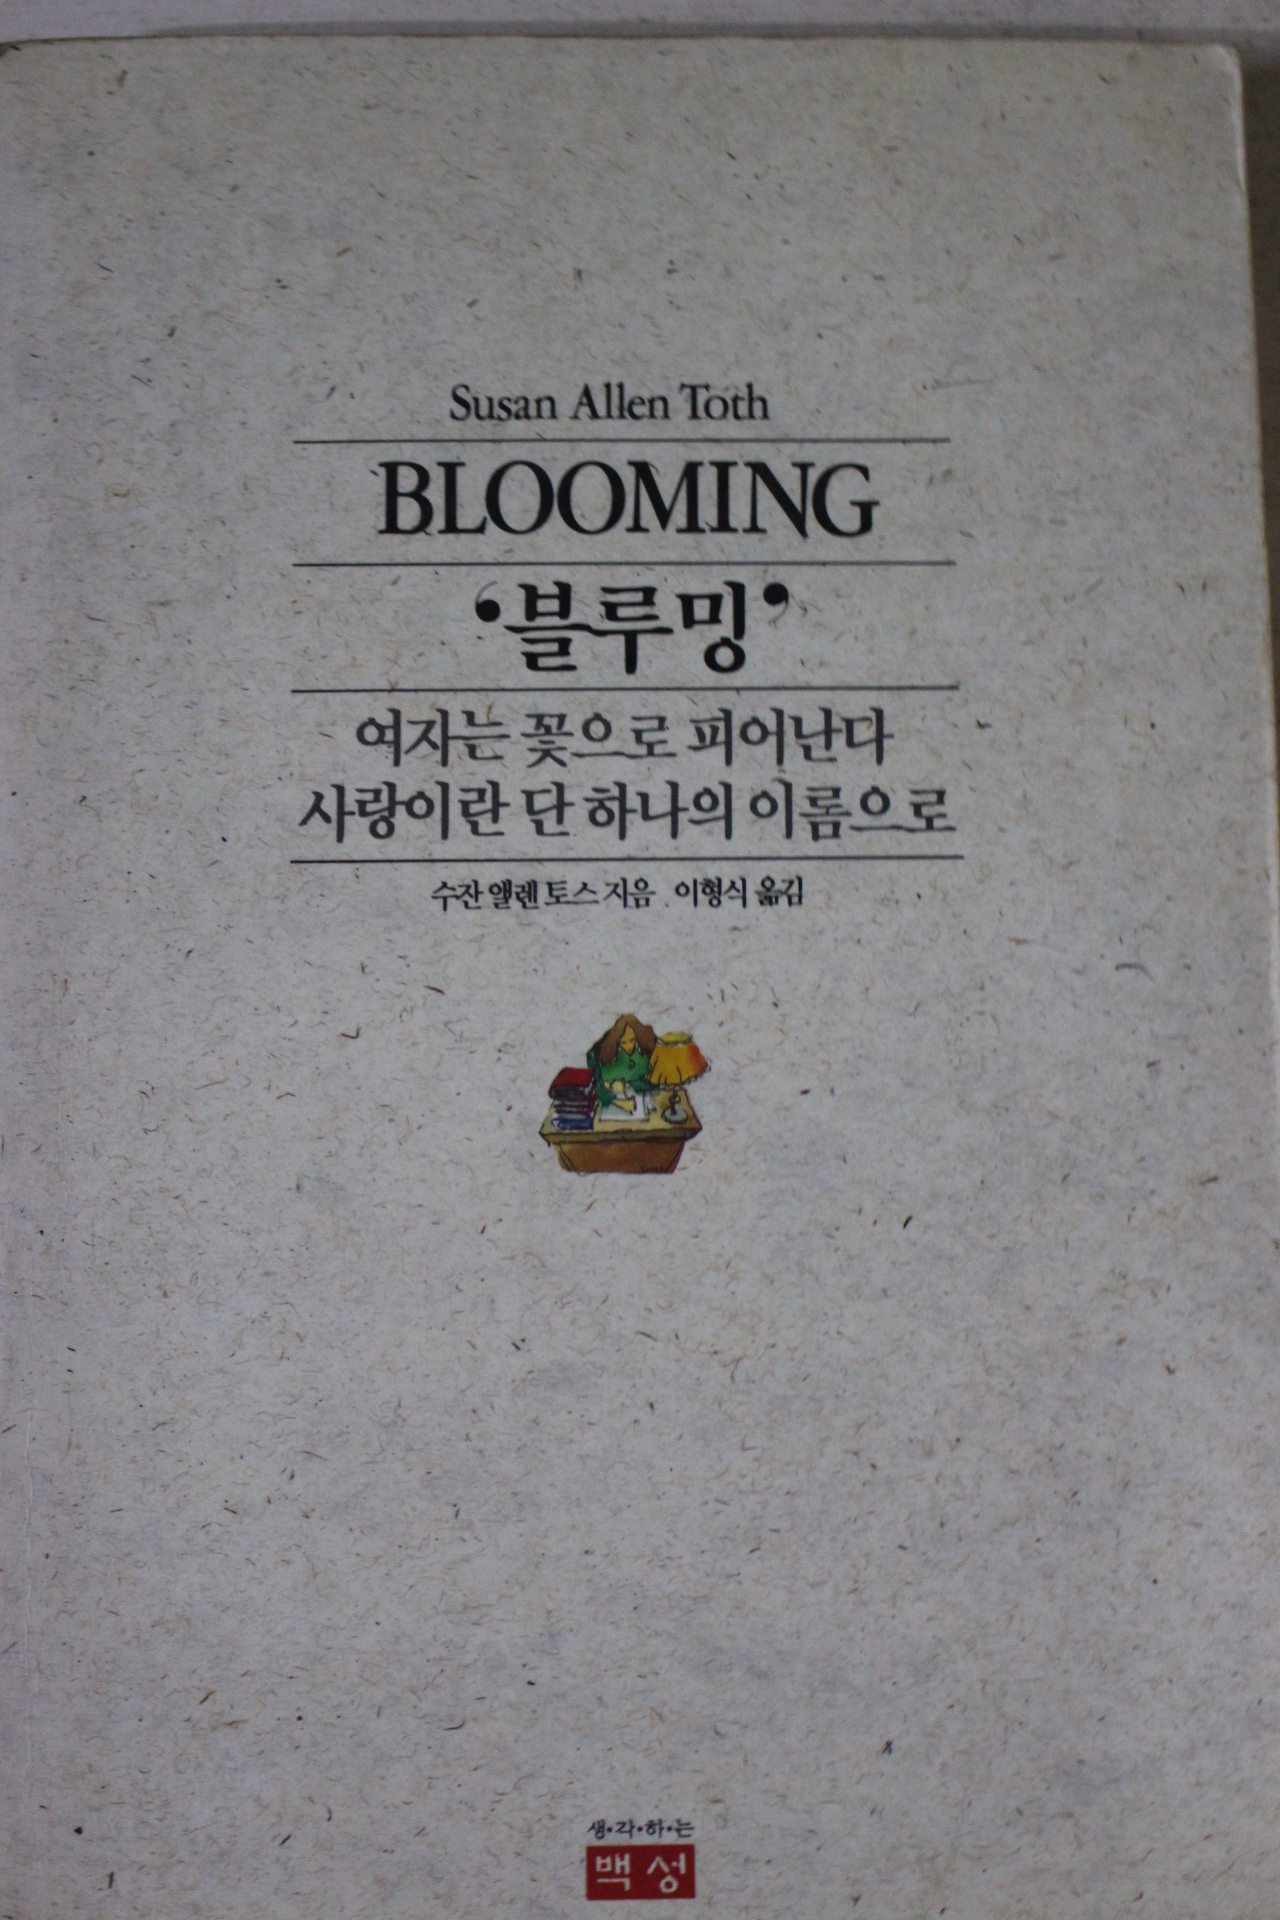 Susan Allen Toth
BLOOMING
‘블루밍’
여자는 꽃으로 피어난다
사랑이란 단 하나의 이롬으로
수잔 앨렌 토스 지음 . 이형식 옮김
생·각·하·는
백성